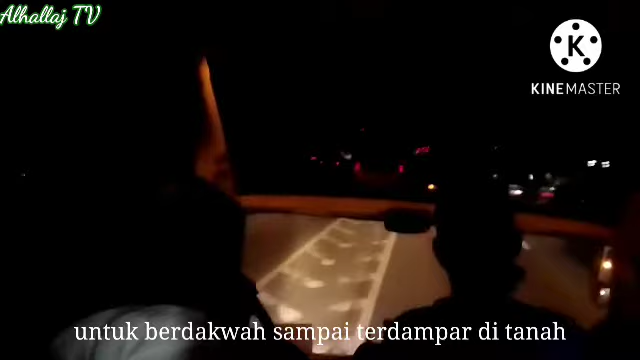 Alhallaj TV
K
KINEMASTER
untuk berdakwah sampai terdampar di tanah